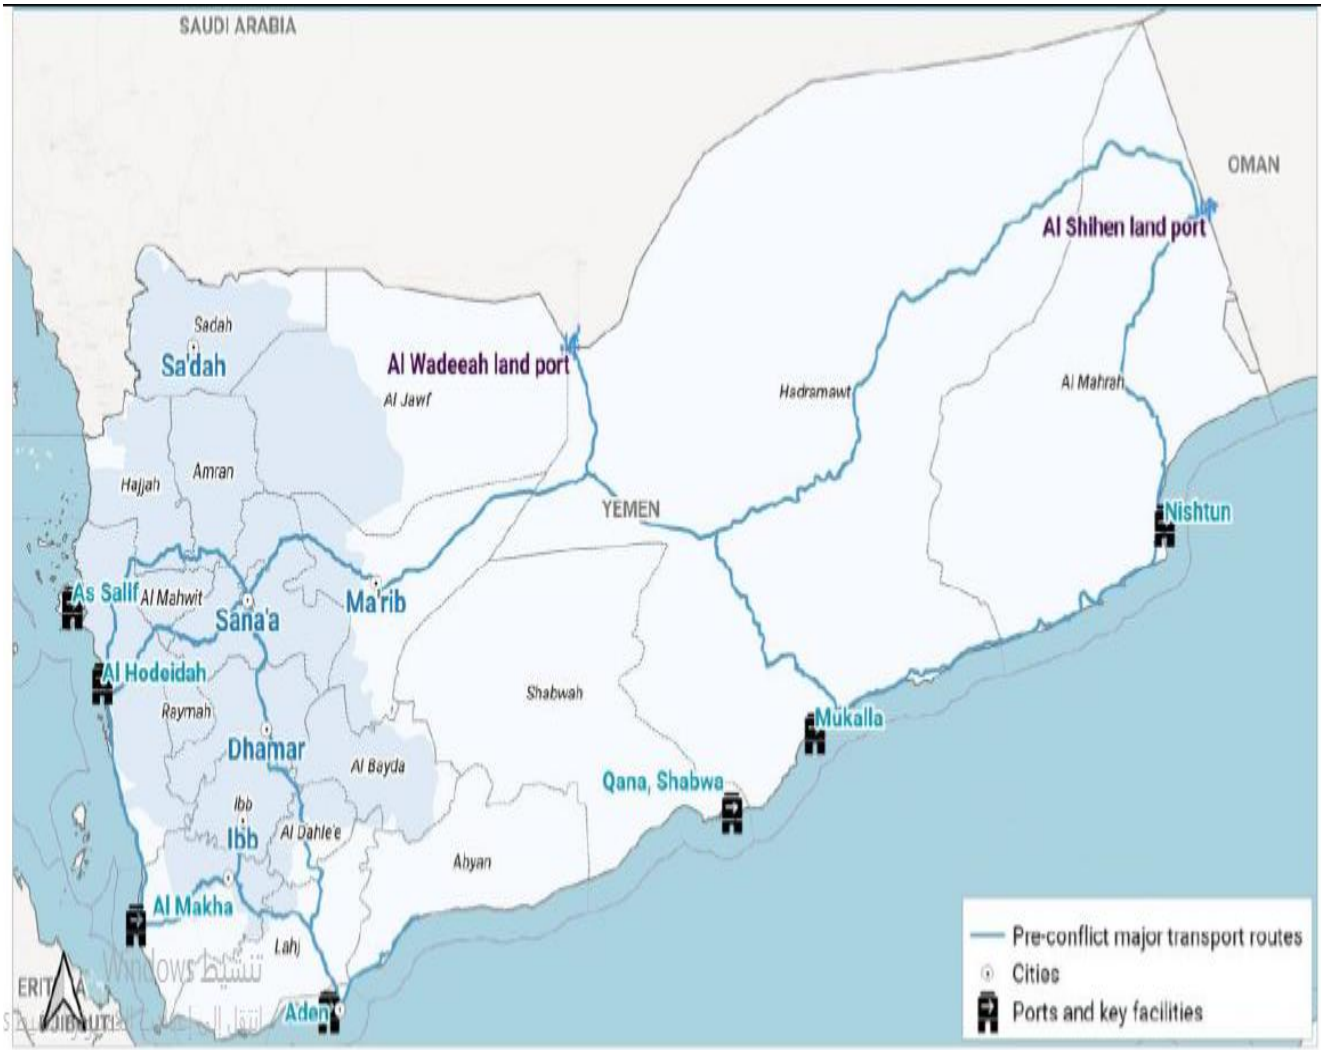 SAUDI ARABIA
OMAN
Al Shihen land port
Sadah
Sa'dah
Al Wadeeah land port
Al Jawf
Hadramawt
Al Mahrah
Hajjah
Amran
YEMEN
Nishtun
As Salif
Al Mahwit
Ma'rib
Sana'a
Al Hodeidah
Shabwah
Raymah
Mukalla
Dhamar
Al Bayda
Qana, Shabwa
Ibb
Al Dahle'e
Ibb
Abyan
Al Makha
Pre-conflict major transport routes
Lahj
تنشيط Windows
Cities
ERIT A
Aden
Ports and key facilities